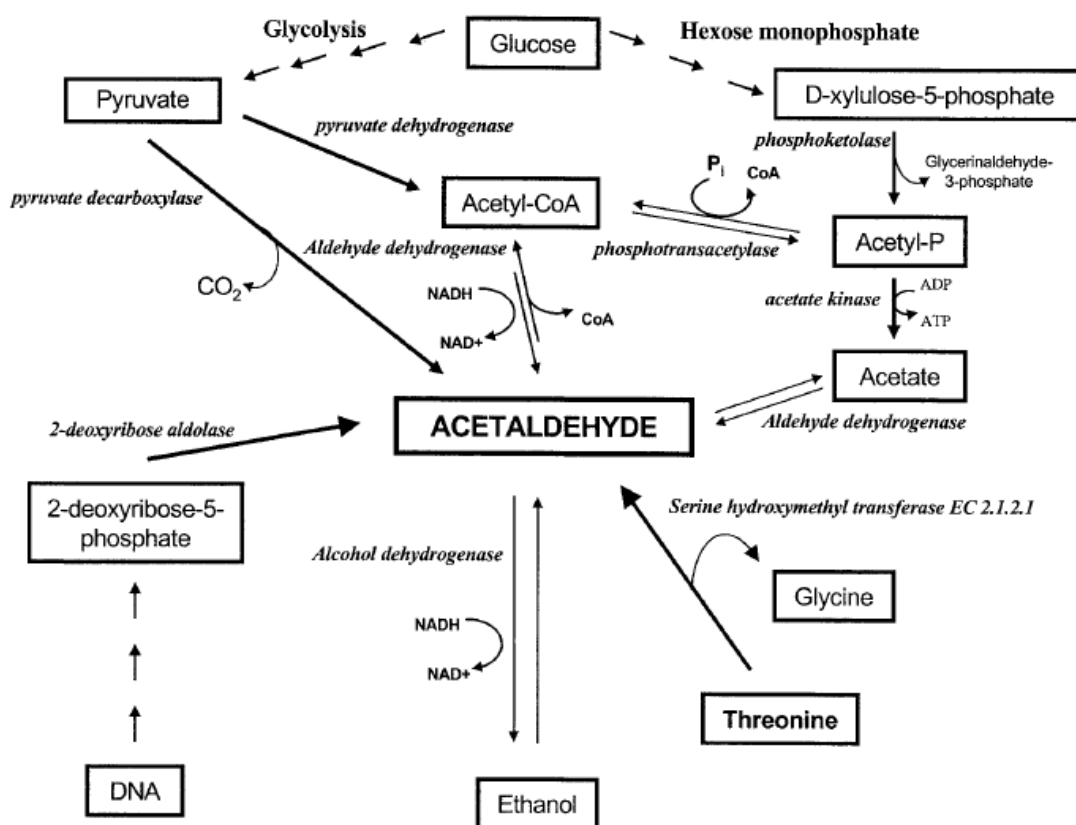 Glycolysis
Glucose
Hexose monophosphate
Pyruvate
D-xylulose-5-phosphate
pyruvate dehydrogenase
phosphoketolase
Glycerinaldehyde-
3-phosphate
pyruvate decarboxylase
Acetyl-CoA
Pi
CoA
Acetyl-P
Aldehyde dehydrogenase
phosphotransacetylase
CO2
NADH
NAD+
CoA
acetate kinase
ADP
ATP
Acetate
ACETALDEHYDE
Aldehyde dehydrogenase
2-deoxyribose aldolase
2-deoxyribose-5-
phosphate
Serine hydroxymethyl transferase EC 2.1.2.1
Alcohol dehydrogenase
Glycine
NADH
NAD+
Threonine
DNA
Ethanol